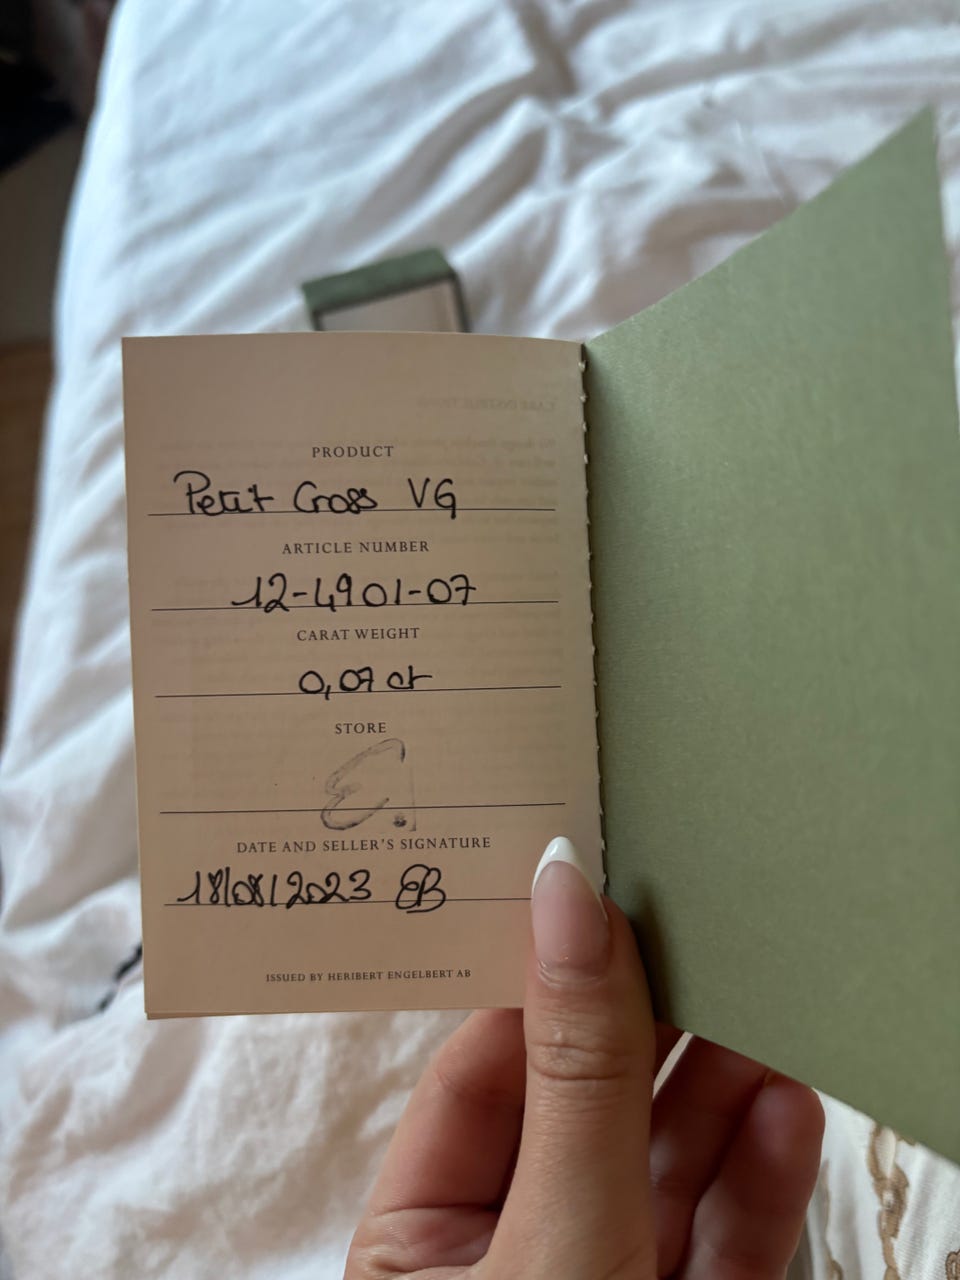 PRODUCT
Petit Cross VG
ARTICLE NUMBER
12-4901-07
CARAT WEIGHT
0,07 ct
STORE
E.
DATE AND SELLER'S SIGNATURE
18/08/2023 EB
ISSUED BY HERIBERT ENGELBERT AB